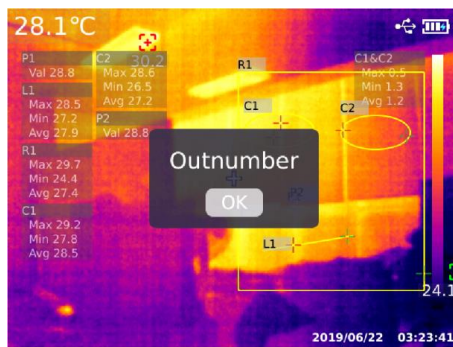 28.1℃
30.2
P1
Val 28.8
C2
Max 28.6
Min 26.5
Avg 27.2
L1
Max 28.5
Min 27.2
Avg 27.9
P2
Val 28.8
R1
Max 29.7
Min 24.4
Avg 27.4
C1
Max 29.2
Min 27.8
Avg 28.5
R1
C1&C2
Max 0.5
Min 1.3
Avg 1.2
C1
C2
Outnumber
OK
P2
L1
24.1
2019/06/22 03:23:41